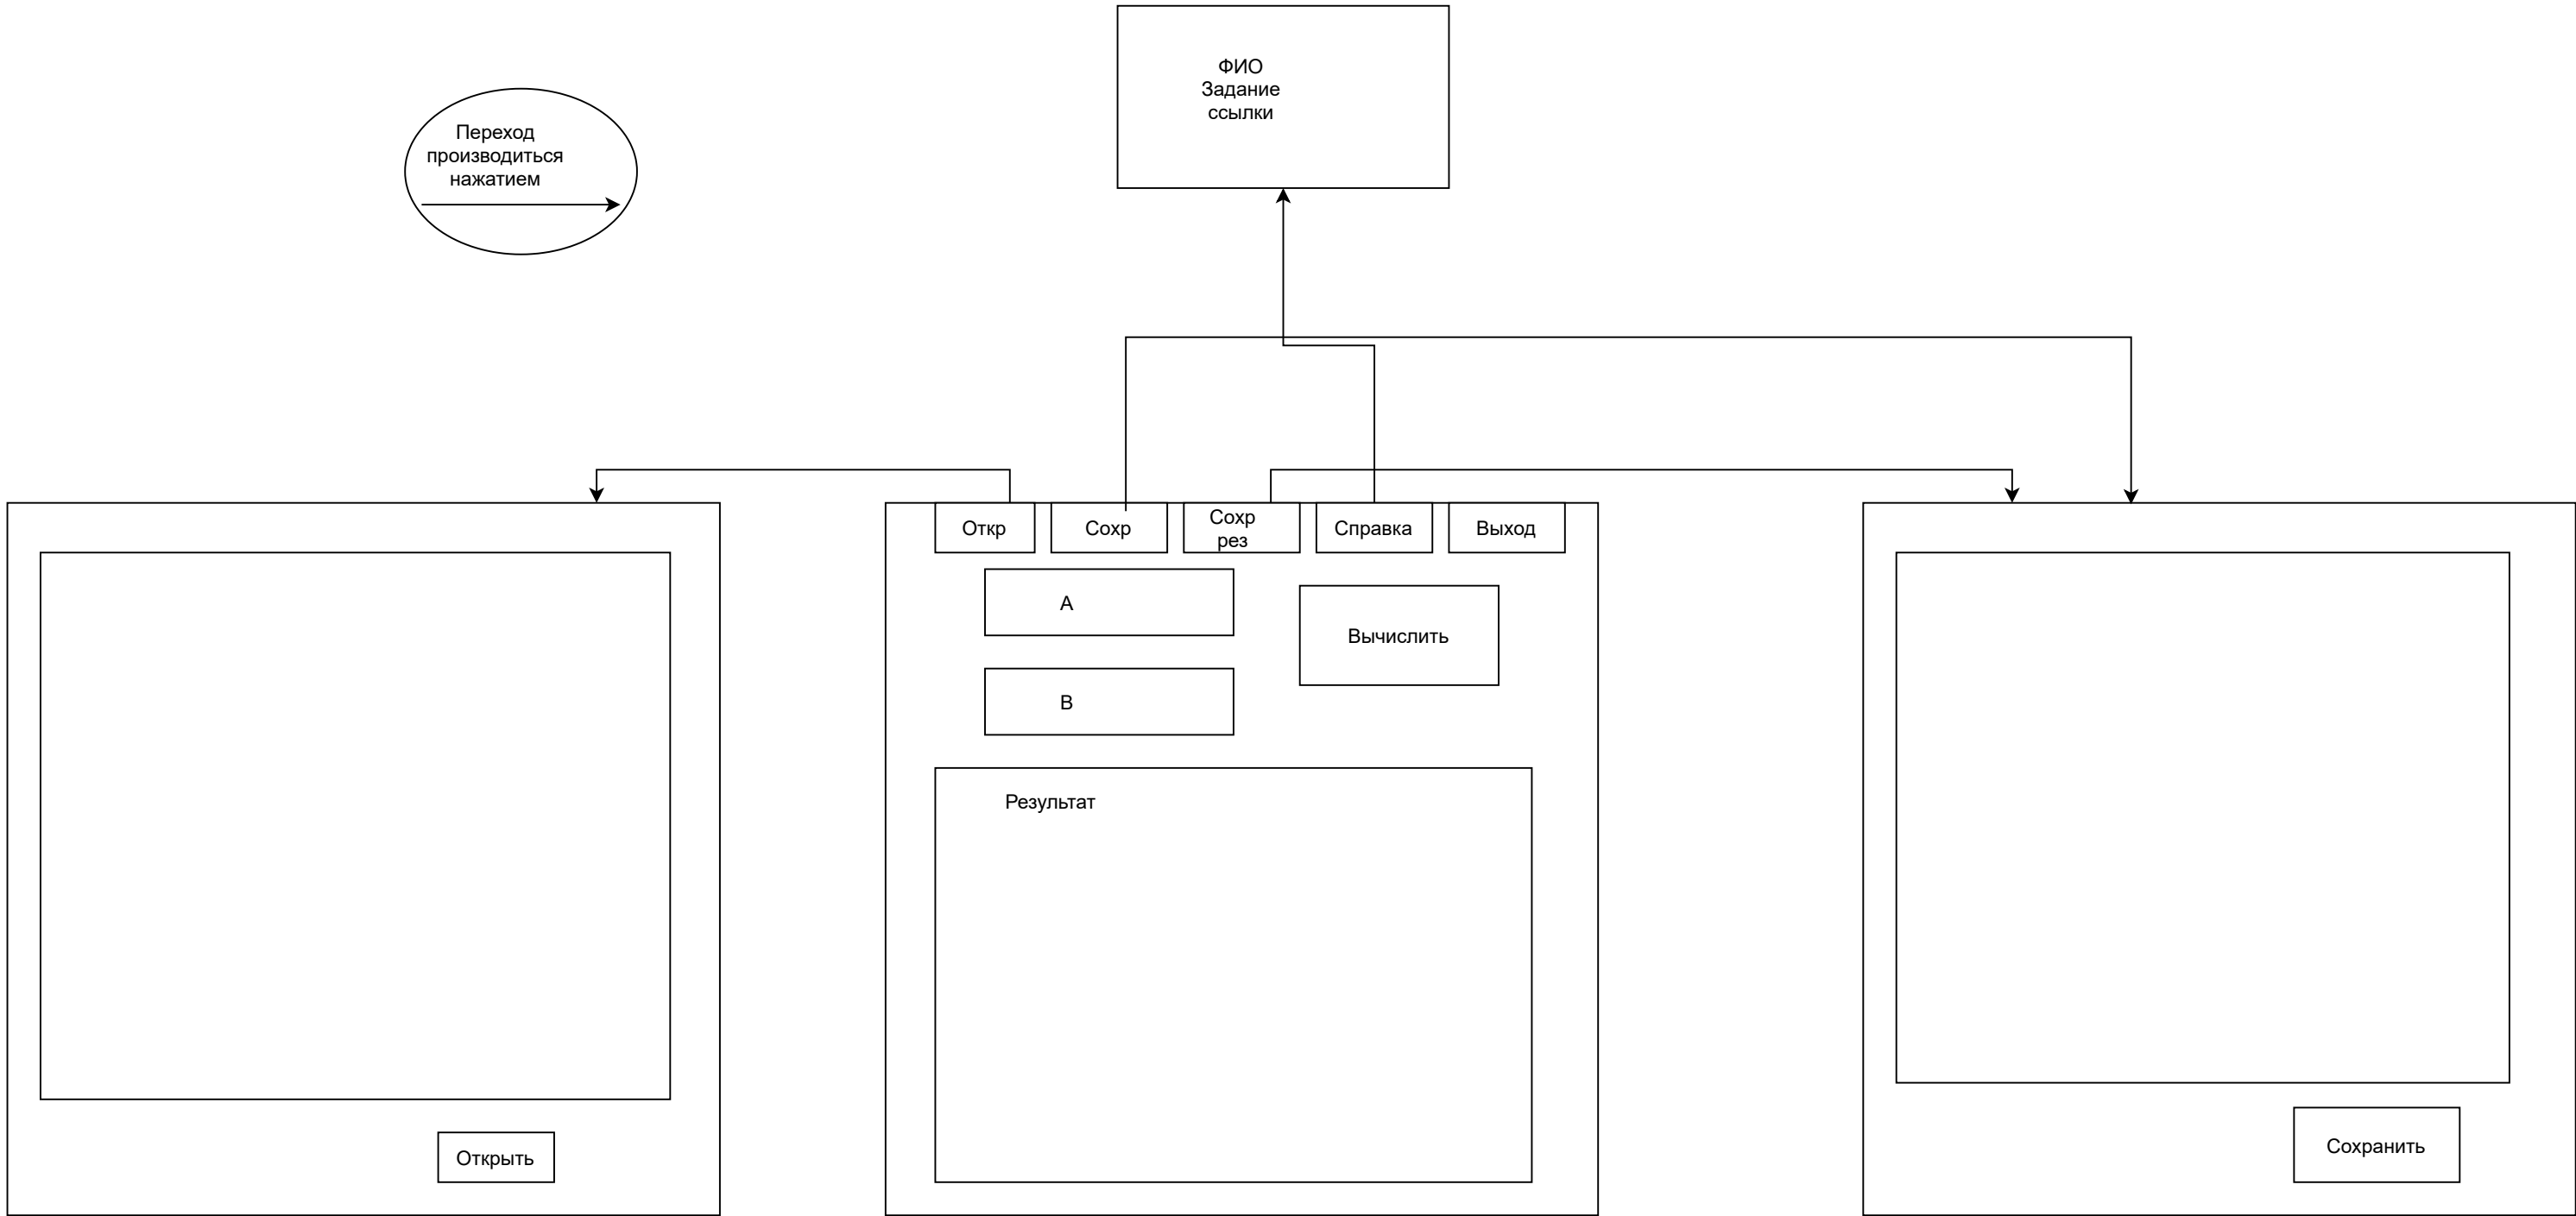 ФИО
Задание
ссылки
Переход
производиться
нажатием
Откр
Сохр
Сохр
рез
Справка
Выход
A
Вычислить
B
Результат
Открыть
Сохранить